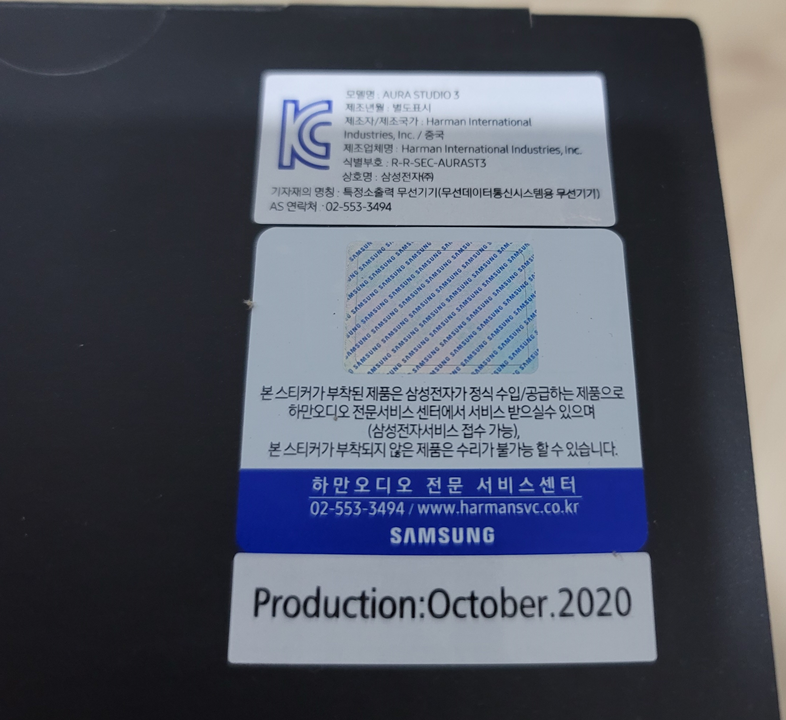 KC
모델명 : AURA STUDIO 3
제조년월 : 별도표시
제조자/제조국가 : Harman International
Industries, Inc. / 중국
제조업체명 : Harman International Industries, Inc.
식별부호 : R-R-SEC-AURAST3
상호명 : 삼성전자㈜
기자재의 명칭 : 특정소출력 무선기기(무선데이터통신시스템용 무선기기)
AS 연락처 : 02-553-3494
SAMSUNG SAMSUNG SAMSUNG SAMSUNG
본 스티커가 부착된 제품은 삼성전자가 정식 수입/공급하는 제품으로
하만오디오 전문서비스 센터에서 서비스 받으실수 있으며
(삼성전자서비스 접수 가능),
본 스티커가 부착되지 않은 제품은 수리가 불가능 할 수 있습니다.
하만오디오 전문 서비스센터
02-553-3494 / www.harmansvc.co.kr
SAMSUNG
Production:October.2020